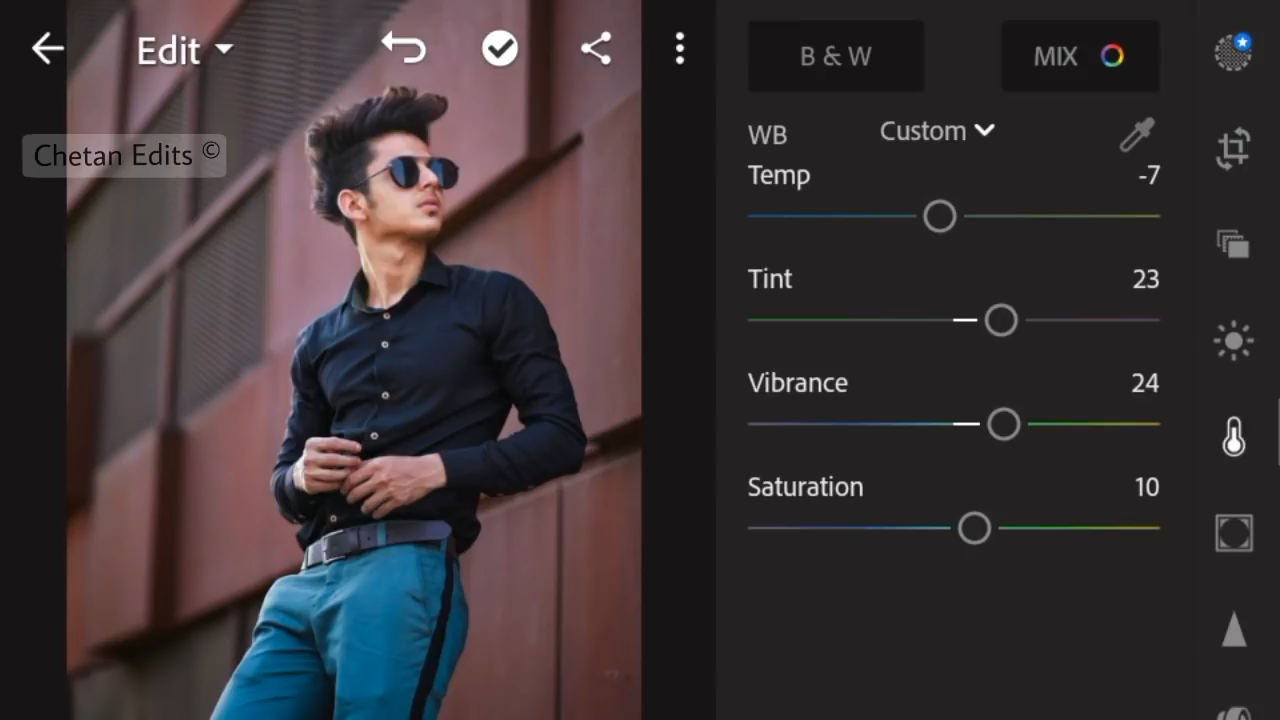 Edit
Chetan Edits ©
B & W
MIX
WB
Custom
Temp
-7
Tint
23
Vibrance
24
Saturation
10